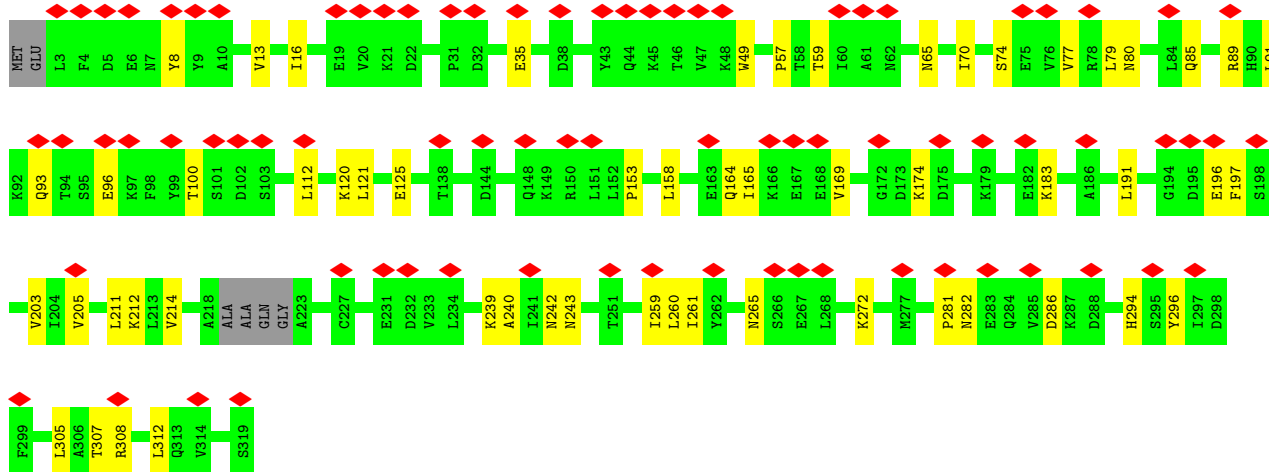 MET GLU L3 F4 D5 E6 N7 Y8 Y9 A10 V13 I16 E19 V20 K21 D22 P31 D32 E35 D38 Y43 Q44 K45 T46 V47 K48 W49 P57 T58 T59 I60 A61 N62 N65 I70 S74 E75 V76 V77 R78 L79 N80 L84 Q85 R89 H90 L91
K92 Q93 T94 S95 E96 K97 F98 Y99 T100 S101 D102 S103 L112 K120 L121 E125 T138 D144 Q148 K149 R150 L151 L152 P153 L158 E163 Q164 I165 K166 E167 E168 V169 G172 D173 K174 D175 K179 E182 K183 A186 L191 G194 D195 E196 F197 S198
V203 I204 V205 L211 K212 L213 V214 A218 ALA ALA GLN GLY A223 C227 E231 D232 V233 L234 K239 A240 I241 N242 N243 T251 I259 L260 I261 Y262 N265 S266 E267 L268 K272 M277 P281 N282 E283 Q284 V285 D286 K287 D288 H294 S295 Y296 I297 D298
F299 L305 A306 T307 R308 L312 Q313 V314 S319